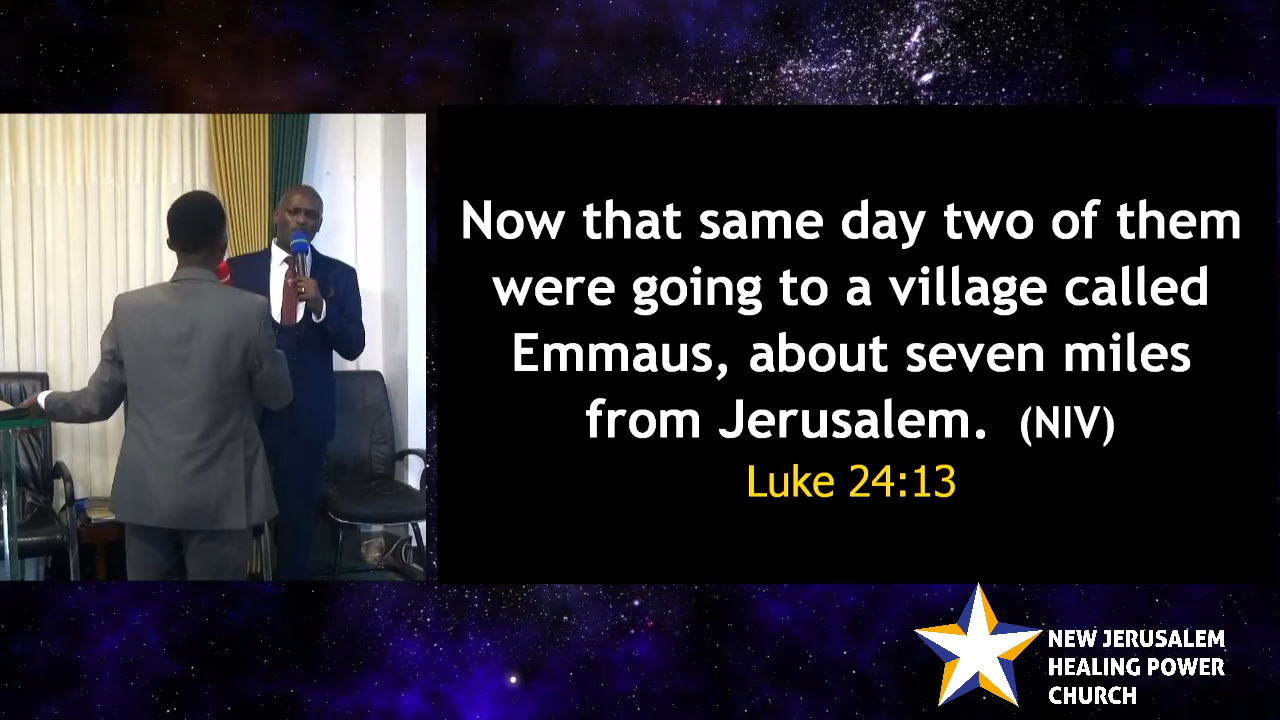 Now that same day two of them
were going to a village called
Emmaus, about seven miles
from Jerusalem. (NIV)
Luke 24:13
NEW JERUSALEM
HEALING POWER
CHURCH